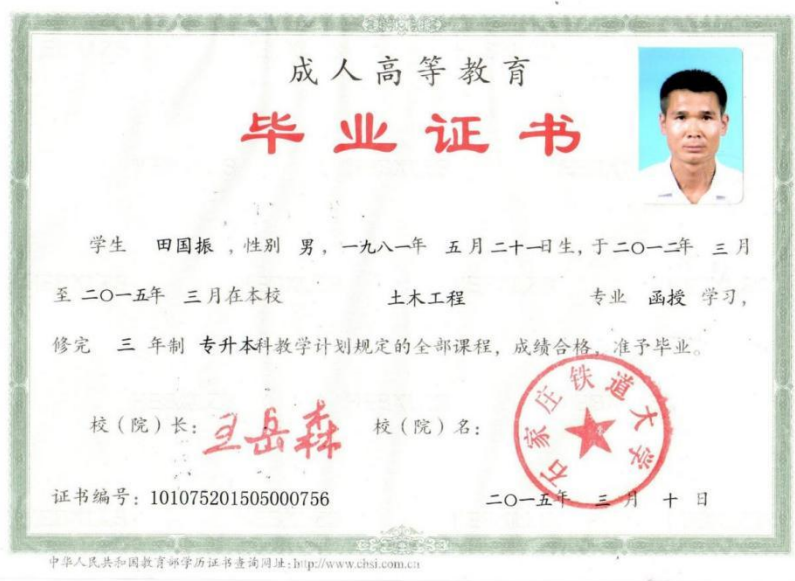 成人高等教育
毕业证书
学生 田国振 ，性别 男，一九八一年 五月二十一日生，于二〇一二年 三月
至 二〇一五年 三月在本校 土木工程 专业 函授 学习，
修完 三 年制 专升本科教学计划规定的全部课程，成绩合格，准予毕业。
校（院）长： 王岳森 校（院）名：
石家庄铁道大学
证书编号：101075201505000756 二〇一五年 三月 十日
中华人民共和国教育部学历证书查询网址：http://www.chsi.com.cn